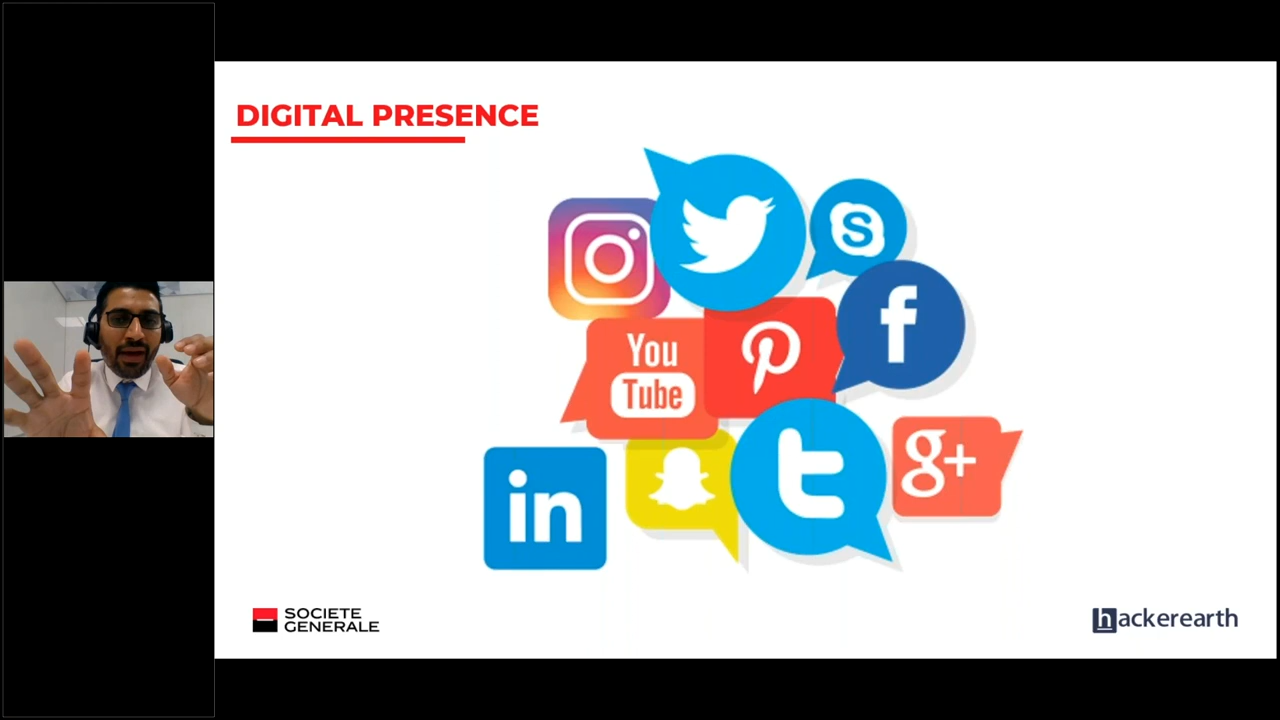 DIGITAL PRESENCE
S
f
You
Tube
P
g+
in
t
SOCIETE
GENERALE
hackerearth